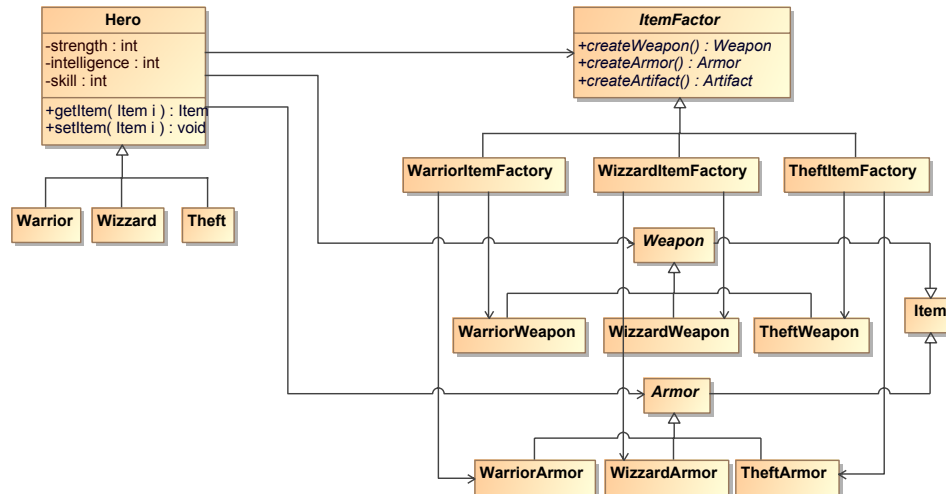 Hero
-strength : int
-intelligence : int
-skill : int
+getItem( Item i ) : Item
+setItem( Item i ) : void
ItemFactor
+createWeapon() : Weapon
+createArmor() : Armor
+createArtifact() : Artifact
WarriorItemFactory
WizzardItemFactory
TheftItemFactory
Warrior
Wizzard
Theft
Weapon
Item
WarriorWeapon
WizzardWeapon
TheftWeapon
Armor
WarriorArmor
WizzardArmor
TheftArmor